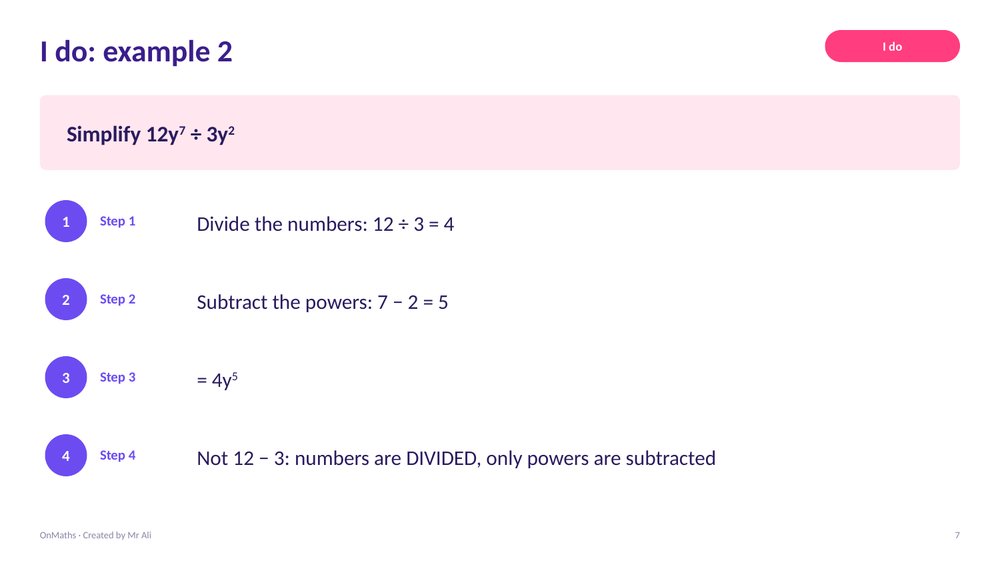 I do: example 2
I do
Simplify 12y⁷ ÷ 3y²
1 Step 1 Divide the numbers: 12 ÷ 3 = 4
2 Step 2 Subtract the powers: 7 − 2 = 5
3 Step 3 = 4y⁵
4 Step 4 Not 12 − 3: numbers are DIVIDED, only powers are subtracted
OnMaths · Created by Mr Ali 7